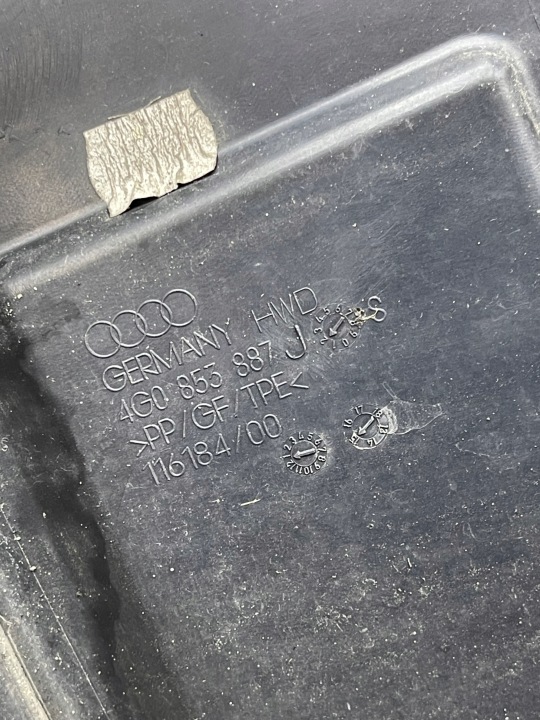 GERMANY HWD
4G0 853 887 J
>PP/GF/TPE<
116184/00